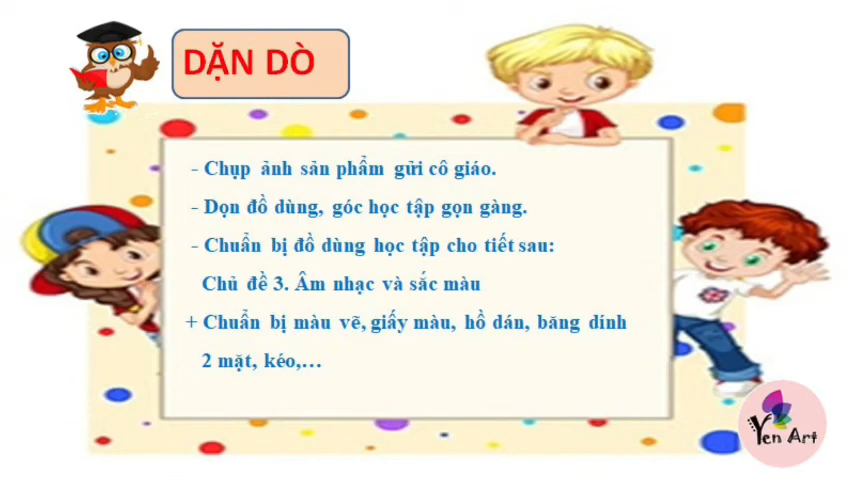 DẶN DÒ
- Chụp ảnh sản phẩm gửi cô giáo.
- Dọn đồ dùng, góc học tập gọn gàng.
- Chuẩn bị đồ dùng học tập cho tiết sau:
Chủ đề 3. Âm nhạc và sắc màu
+ Chuẩn bị màu vẽ, giấy màu, hồ dán, băng dính
2 mặt, kéo,…
Yen Art